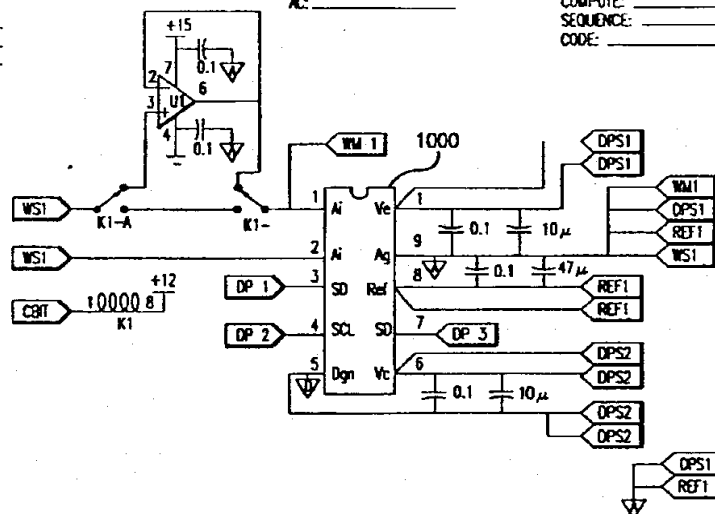 AC:
COMPUTE:
SEQUENCE:
CODE:
+15
7
0.1
2
6
3
U1
4
0.1
WM 1
1000
DPS1
DPS1
WS1
K1-A
K1-
1
Ai
Ve
1
WM1
0.1
10μ
DPS1
REF1
WS1
2
Ai
Ag
9
A
WS1
0.1
47μ
8
DP 1
3
SD
Ref
REF1
REF1
+12
CBIT
1
8
K1
DP 2
4
SCL
SD
7
DP 3
5
Dgn
Vc
6
DPS2
DPS2
D
0.1
10μ
DPS2
DPS2
DPS1
REF1